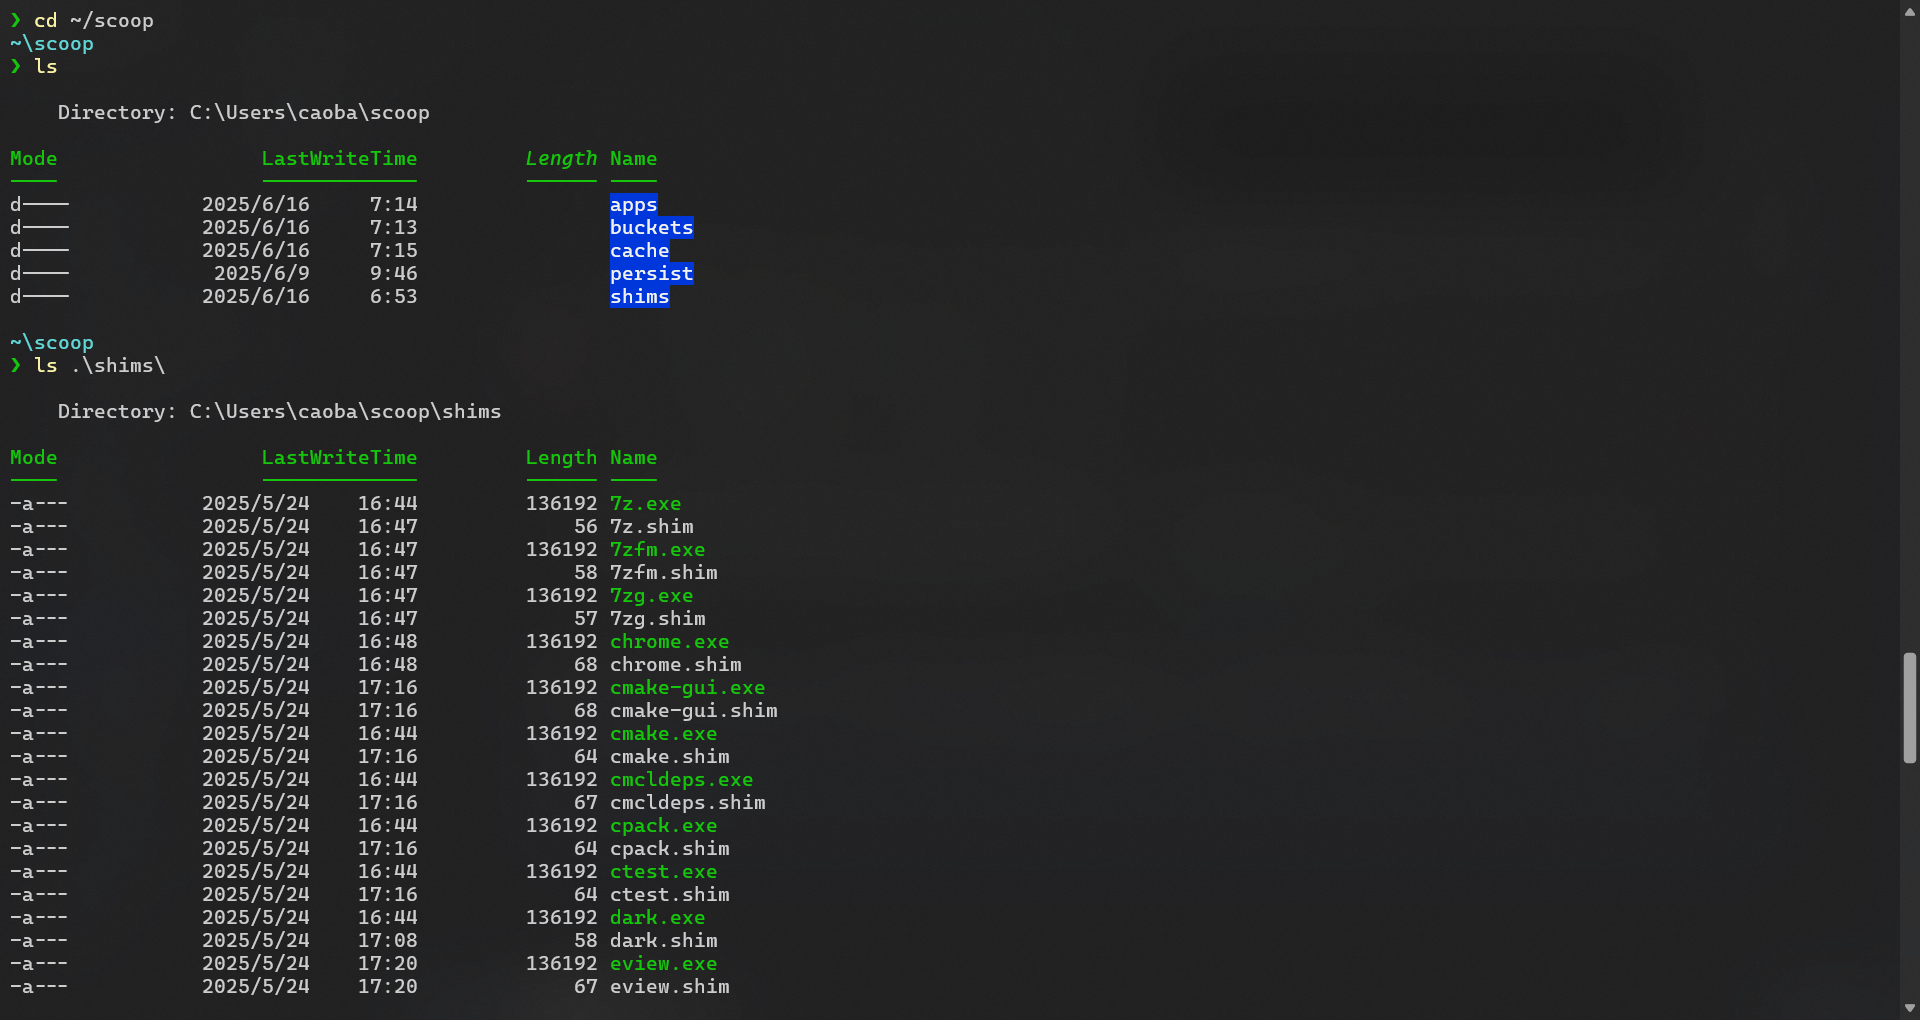 ❯ cd ~/scoop
~\scoop
❯ ls
Directory: C:\Users\caoba\scoop
Mode                 LastWriteTime         Length Name
----                 -------------         ------ ----
d----           2025/6/16     7:14                apps
d----           2025/6/16     7:13                buckets
d----           2025/6/16     7:15                cache
d----            2025/6/9     9:46                persist
d----           2025/6/16     6:53                shims
~\scoop
❯ ls .\shims\
Directory: C:\Users\caoba\scoop\shims
Mode                 LastWriteTime         Length Name
----                 -------------         ------ ----
-a---           2025/5/24    16:44         136192 7z.exe
-a---           2025/5/24    16:47             56 7z.shim
-a---           2025/5/24    16:47         136192 7zfm.exe
-a---           2025/5/24    16:47             58 7zfm.shim
-a---           2025/5/24    16:47         136192 7zg.exe
-a---           2025/5/24    16:47             57 7zg.shim
-a---           2025/5/24    16:48         136192 chrome.exe
-a---           2025/5/24    16:48             68 chrome.shim
-a---           2025/5/24    17:16         136192 cmake-gui.exe
-a---           2025/5/24    17:16             68 cmake-gui.shim
-a---           2025/5/24    16:44         136192 cmake.exe
-a---           2025/5/24    17:16             64 cmake.shim
-a---           2025/5/24    16:44         136192 cmcldeps.exe
-a---           2025/5/24    17:16             67 cmcldeps.shim
-a---           2025/5/24    16:44         136192 cpack.exe
-a---           2025/5/24    17:16             64 cpack.shim
-a---           2025/5/24    16:44         136192 ctest.exe
-a---           2025/5/24    17:16             64 ctest.shim
-a---           2025/5/24    16:44         136192 dark.exe
-a---           2025/5/24    17:08             58 dark.shim
-a---           2025/5/24    17:20         136192 eview.exe
-a---           2025/5/24    17:20             67 eview.shim